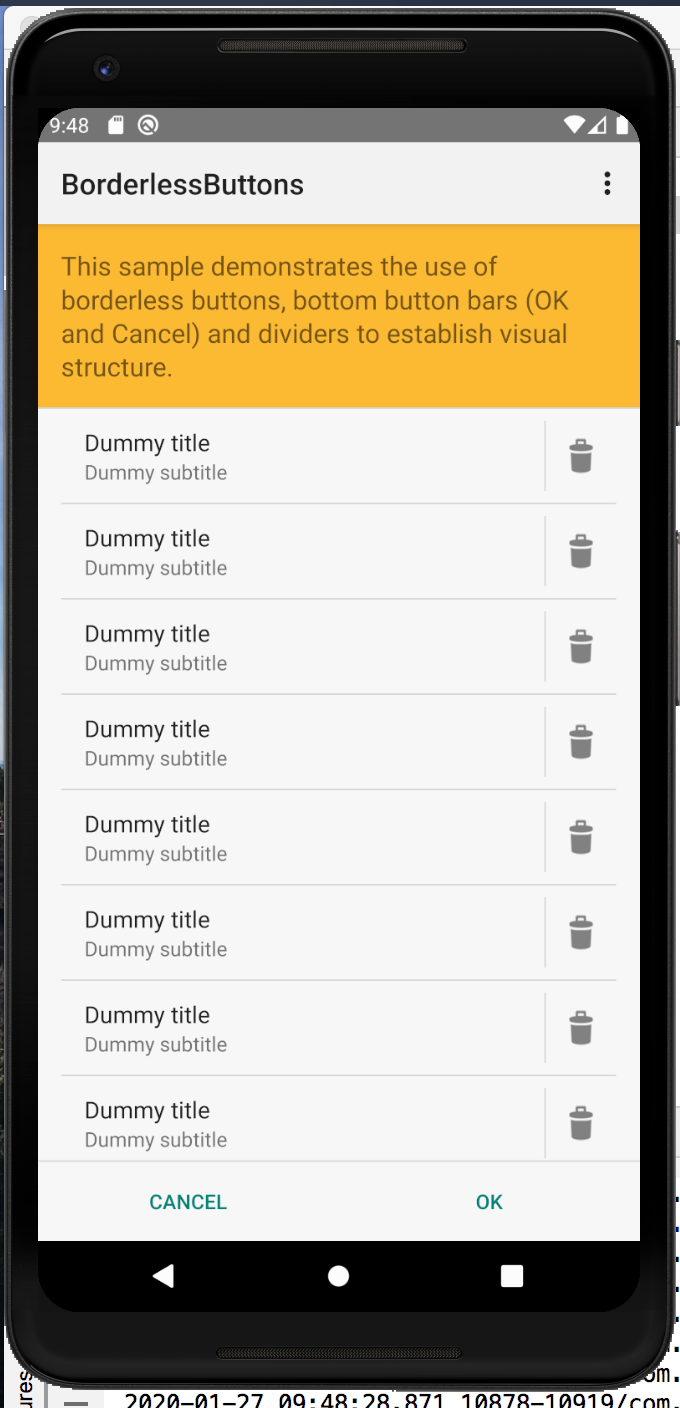 9:48
BorderlessButtons
This sample demonstrates the use of
borderless buttons, bottom button bars (OK
and Cancel) and dividers to establish visual
structure.
Dummy title
Dummy subtitle
Dummy title
Dummy subtitle
Dummy title
Dummy subtitle
Dummy title
Dummy subtitle
Dummy title
Dummy subtitle
Dummy title
Dummy subtitle
Dummy title
Dummy subtitle
Dummy title
Dummy subtitle
CANCEL OK
ures
om.
2020-01-27 09:48:28.871 10878-10919/com.